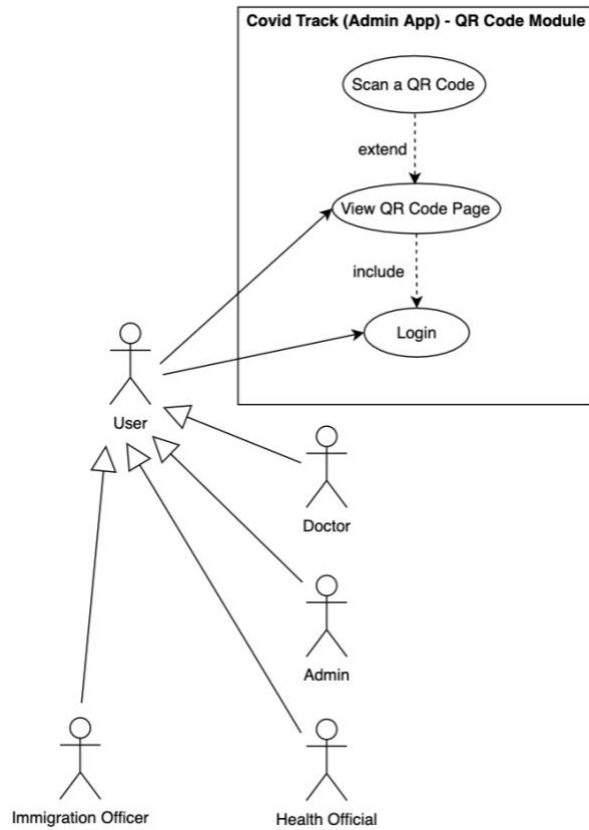 Covid Track (Admin App) - QR Code Module
Scan a QR Code
extend
View QR Code Page
include
Login
User
Doctor
Admin
Immigration Officer
Health Official